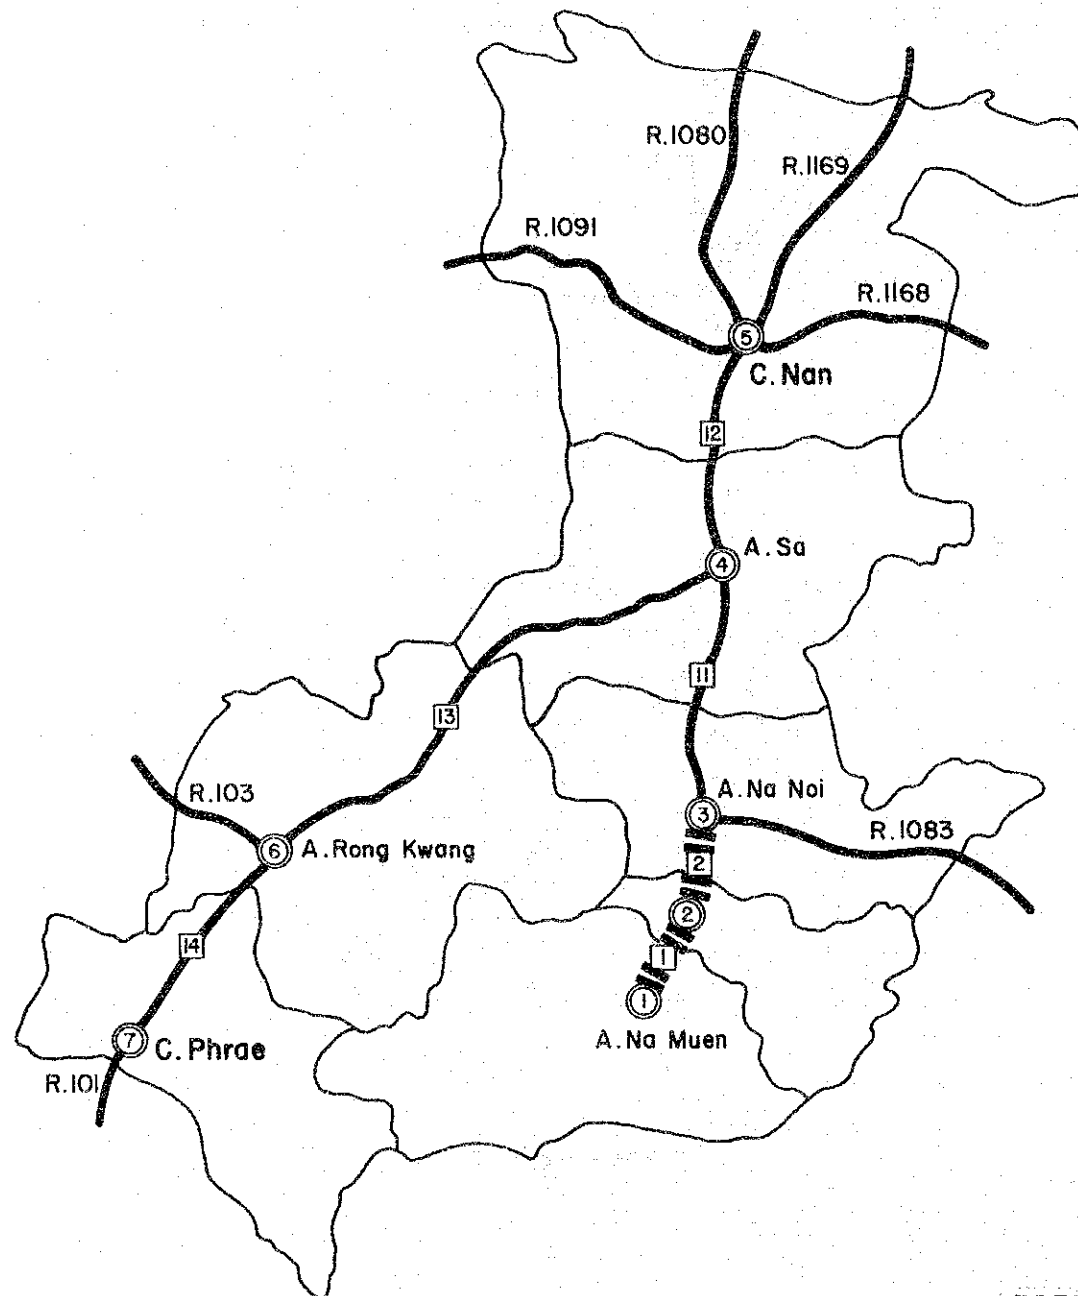 R.1080
R.1169
R.1091
R.1168
5
C. Nan
12
A. Sa
4
11
13
A. Na Noi
3
R.103
R.1083
6
A. Rong Kwang
2
2
14
1
1
7
C. Phrae
A. Na Muen
R.101